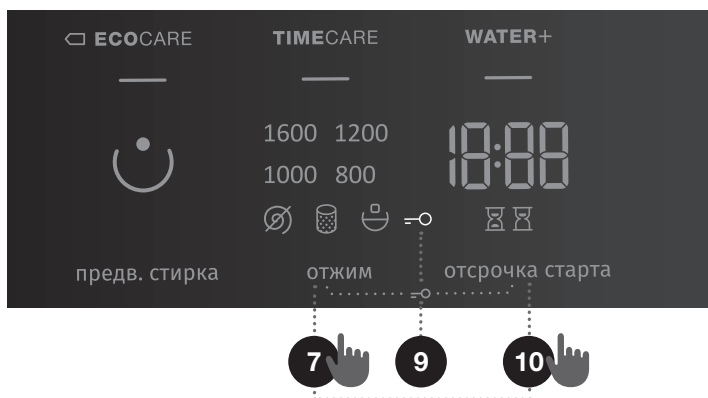 ECOCARE TIMECARE WATER+
1600 1200 18:88
1000 800
предв. стирка отжим отсрочка старта
7 9 10